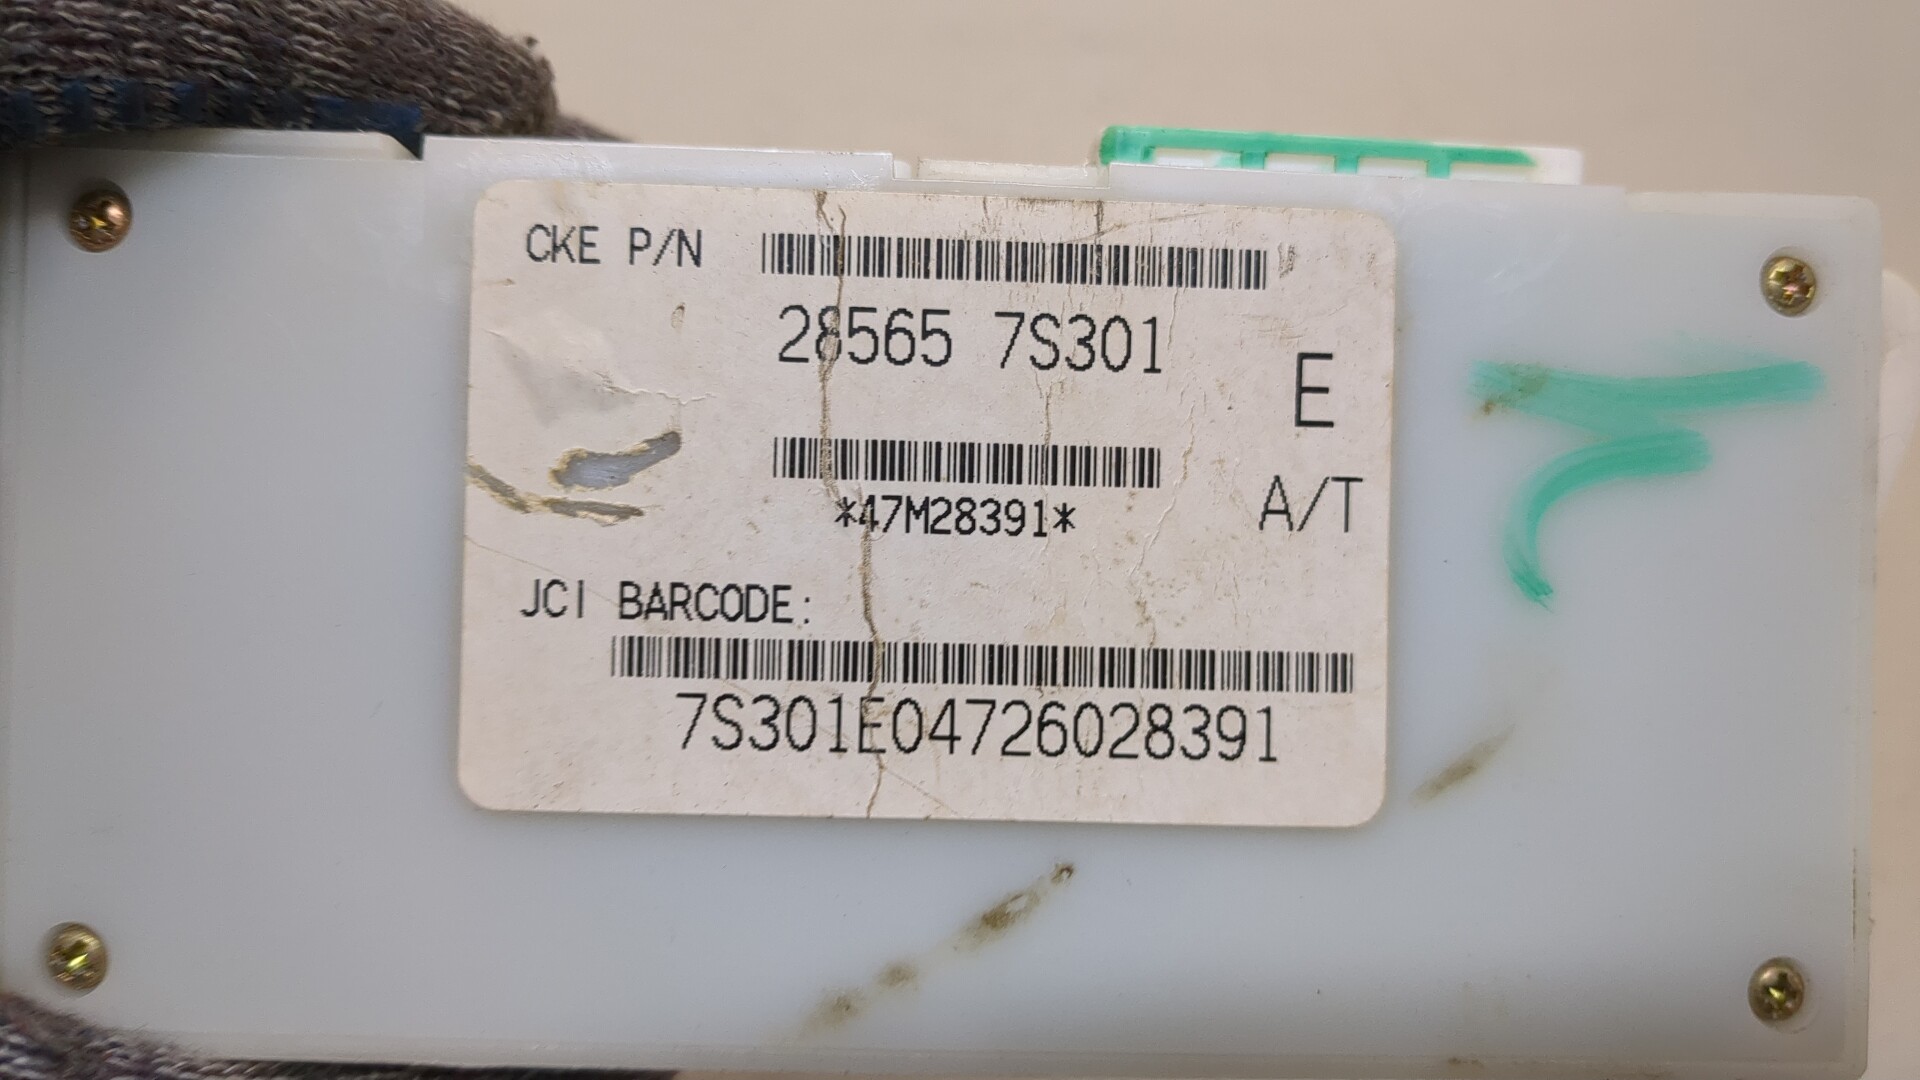 CKE P/N
28565 7S301
E
*47M28391*
A/T
JCI BARCODE:
7S301E04726028391